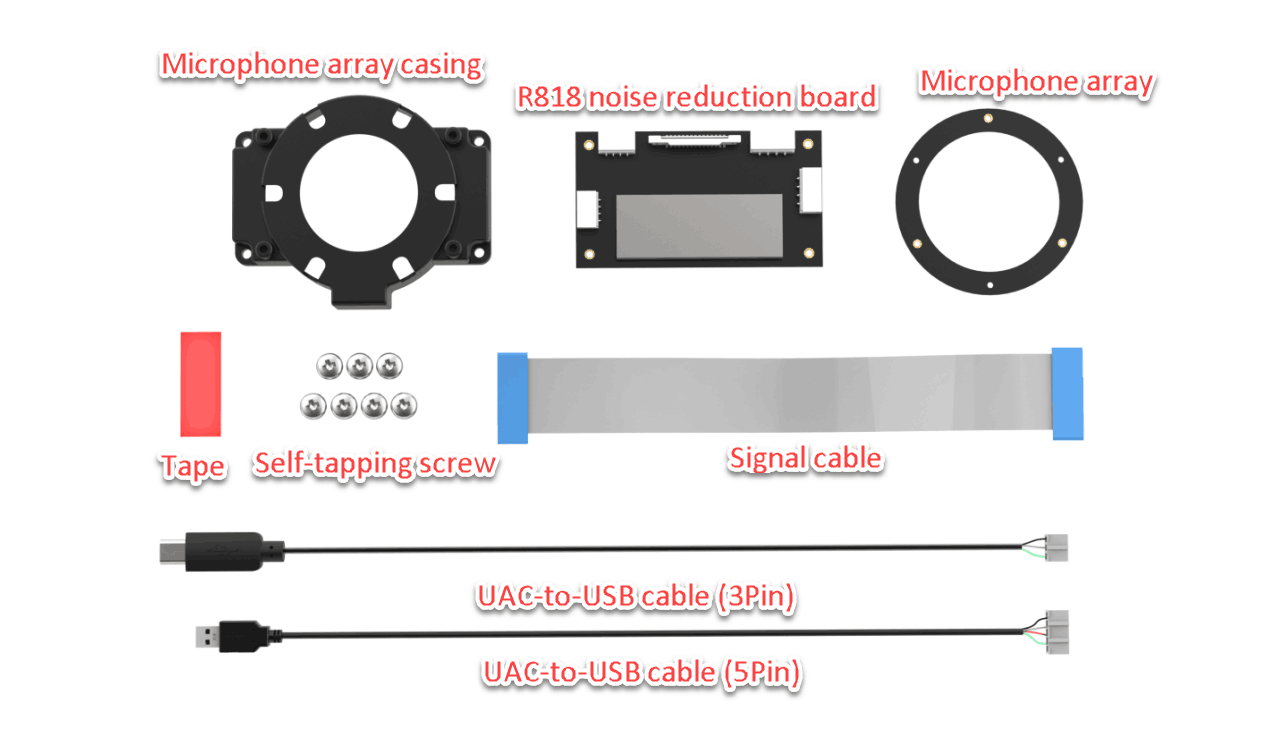 Microphone array casing
R818 noise reduction board
Microphone array
Tape
Self-tapping screw
Signal cable
UAC-to-USB cable (3Pin)
UAC-to-USB cable (5Pin)